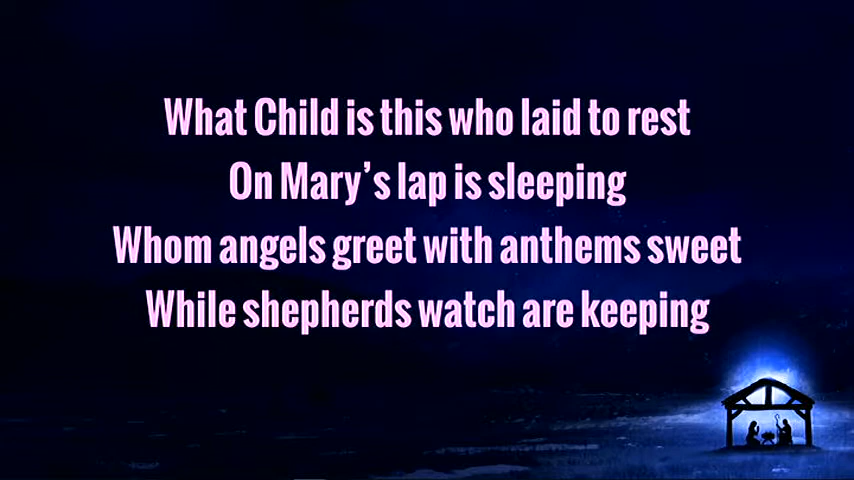 What Child is this who laid to rest
On Mary’s lap is sleeping
Whom angels greet with anthems sweet
While shepherds watch are keeping